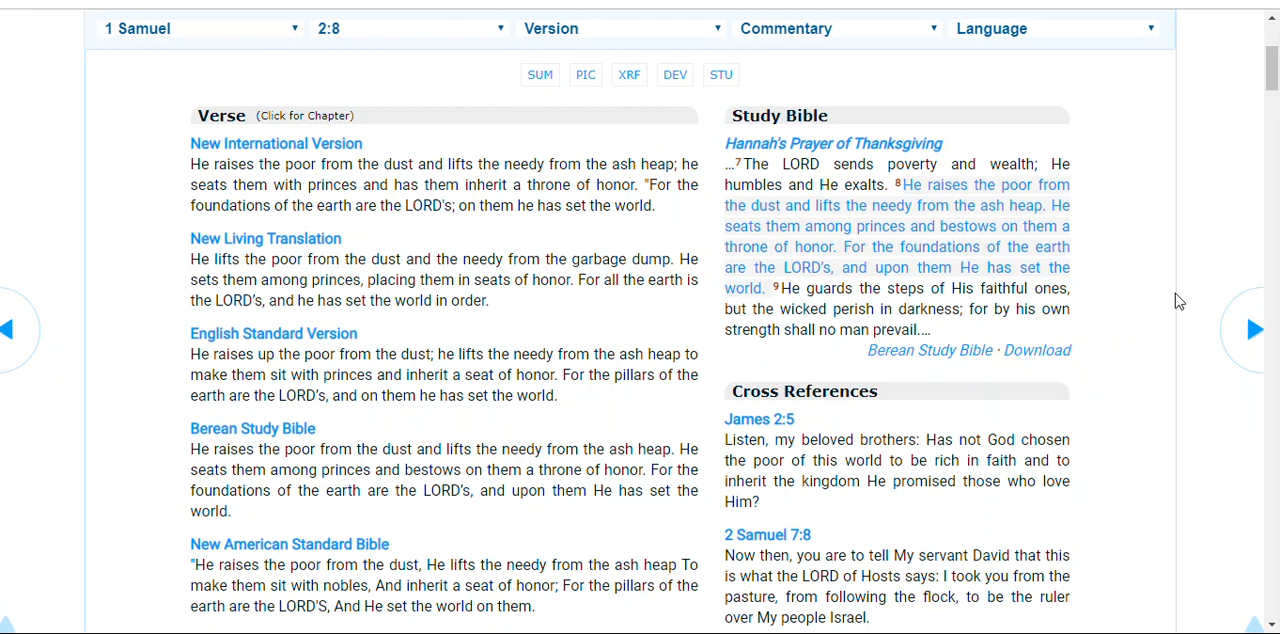 1 Samuel 2:8 Version Commentary Language
SUM PIC XRF DEV STU
Verse (Click for Chapter)
New International Version
He raises the poor from the dust and lifts the needy from the ash heap; he
seats them with princes and has them inherit a throne of honor. "For the
foundations of the earth are the LORD's; on them he has set the world.
New Living Translation
He lifts the poor from the dust and the needy from the garbage dump. He
sets them among princes, placing them in seats of honor. For all the earth is
the LORD's, and he has set the world in order.
English Standard Version
He raises up the poor from the dust; he lifts the needy from the ash heap to
make them sit with princes and inherit a seat of honor. For the pillars of the
earth are the LORD's, and on them he has set the world.
Berean Study Bible
He raises the poor from the dust and lifts the needy from the ash heap. He
seats them among princes and bestows on them a throne of honor. For the
foundations of the earth are the LORD's, and upon them He has set the
world.
New American Standard Bible
"He raises the poor from the dust, He lifts the needy from the ash heap To
make them sit with nobles, And inherit a seat of honor; For the pillars of the
earth are the LORD'S, And He set the world on them.
Study Bible
Hannah's Prayer of Thanksgiving
…7The LORD sends poverty and wealth; He
humbles and He exalts. 8He raises the poor from
the dust and lifts the needy from the ash heap. He
seats them among princes and bestows on them a
throne of honor. For the foundations of the earth
are the LORD's, and upon them He has set the
world. 9He guards the steps of His faithful ones,
but the wicked perish in darkness; for by his own
strength shall no man prevail.…
Berean Study Bible · Download
Cross References
James 2:5
Listen, my beloved brothers: Has not God chosen
the poor of this world to be rich in faith and to
inherit the kingdom He promised those who love
Him?
2 Samuel 7:8
Now then, you are to tell My servant David that this
is what the LORD of Hosts says: I took you from the
pasture, from following the flock, to be the ruler
over My people Israel.